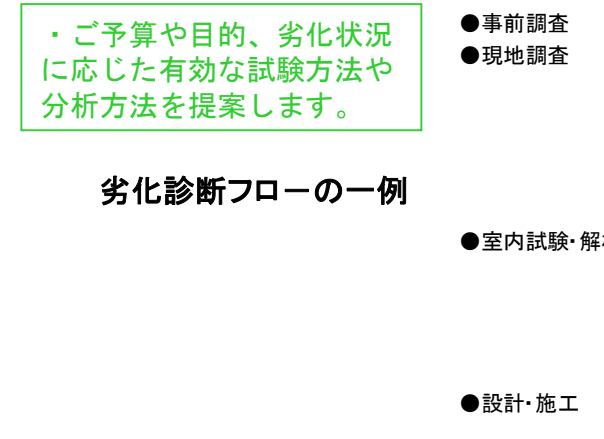 ・ご予算や目的、劣化状況
に応じた有効な試験方法や
分析方法を提案します。
劣化診断フローの一例
●事前調査
●現地調査
●室内試験・解
●設計・施工